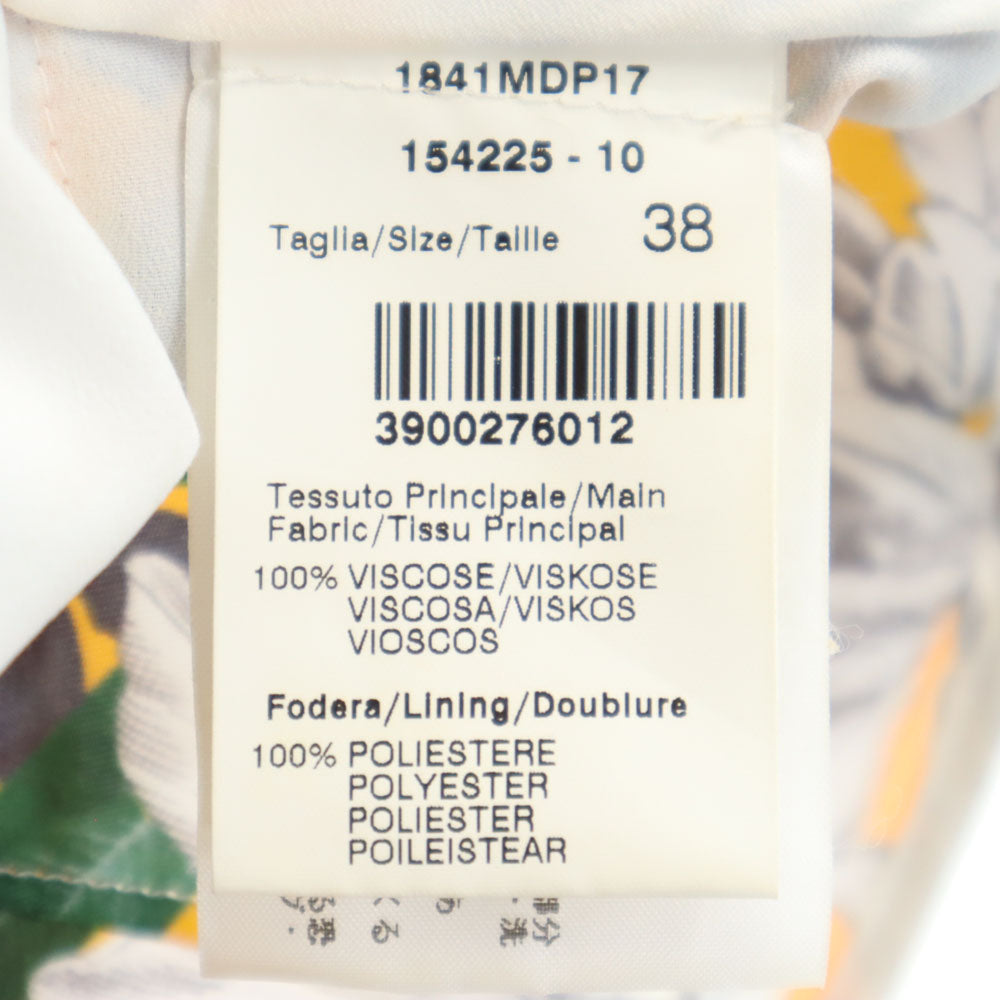 1841MDP17
154225 - 10
Taglia/Size/Taille 38
3900276012
Tessuto Principale/Main
Fabric/Tissu Principal
100% VISCOSE/VISKOSE
VISCOSA/VISKOS
VIOSCOS
Fodera/Lining/Doublure
100% POLIESTERE
POLYESTER
POLIESTER
POILEISTEAR